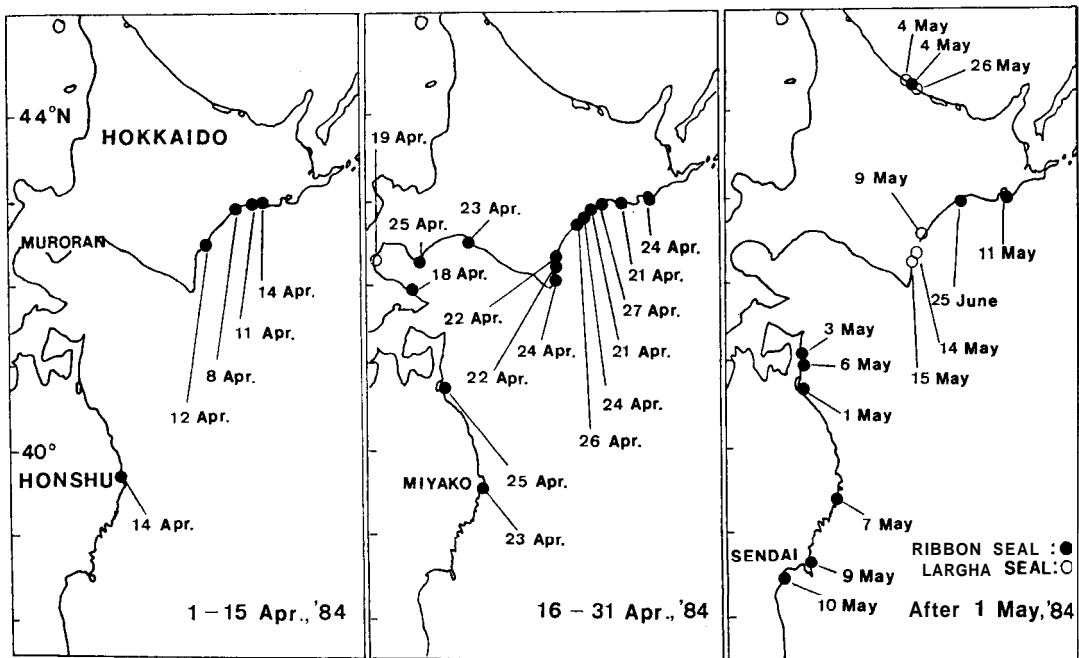 44°N
HOKKAIDO
MURORAN
14 Apr.
11 Apr.
8 Apr.
12 Apr.
40°
HONSHU
14 Apr.
1-15 Apr.,'84
19 Apr.
25 Apr.
23 Apr.
18 Apr.
24 Apr.
21 Apr.
27 Apr.
22 Apr.
24 Apr.
21 Apr.
22 Apr.
24 Apr.
26 Apr.
MIYAKO
25 Apr.
23 Apr.
16-31 Apr.,'84
4 May
4 May
26 May
9 May
11 May
25 June
14 May
15 May
3 May
6 May
1 May
7 May
SENDAI
9 May
10 May
RIBBON SEAL :
LARGHA SEAL:
After 1 May,'84